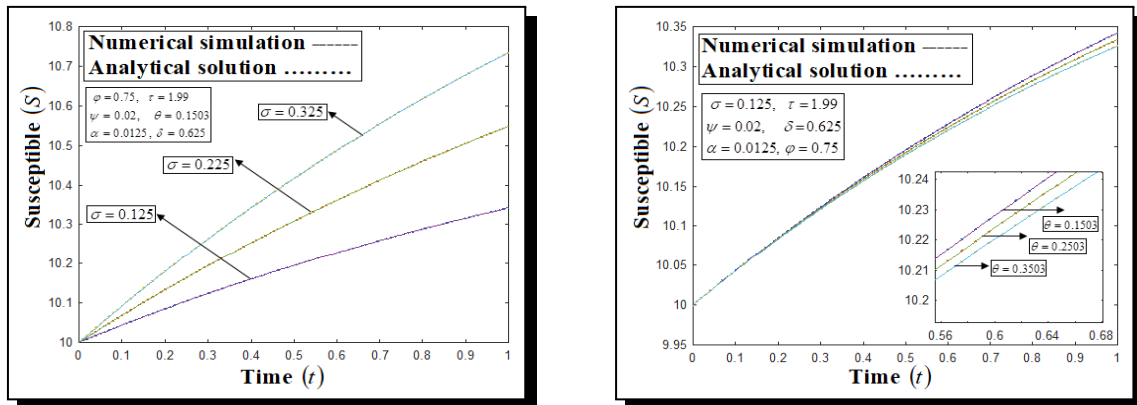 Numerical simulation ------
Analytical solution .........
φ = 0.75, τ = 1.99
ψ = 0.02, θ = 0.1503
α = 0.0125, δ = 0.625
σ = 0.325
σ = 0.225
σ = 0.125
Susceptible (S)
10.8
10.7
10.6
10.5
10.4
10.3
10.2
10.1
10
0 0.1 0.2 0.3 0.4 0.5 0.6 0.7 0.8 0.9 1
Time (t)
Numerical simulation ------
Analytical solution .........
σ = 0.125, τ = 1.99
ψ = 0.02, δ = 0.625
α = 0.0125, φ = 0.75
Susceptible (S)
10.35
10.3
10.25
10.2
10.15
10.1
10.05
10
9.95
10.24
10.23
10.22
10.21
10.2
θ = 0.1503
θ = 0.2503
θ = 0.3503
0.56 0.6 0.64 0.68
0 0.1 0.2 0.3 0.4 0.5 0.6 0.7 0.8 0.9 1
Time (t)